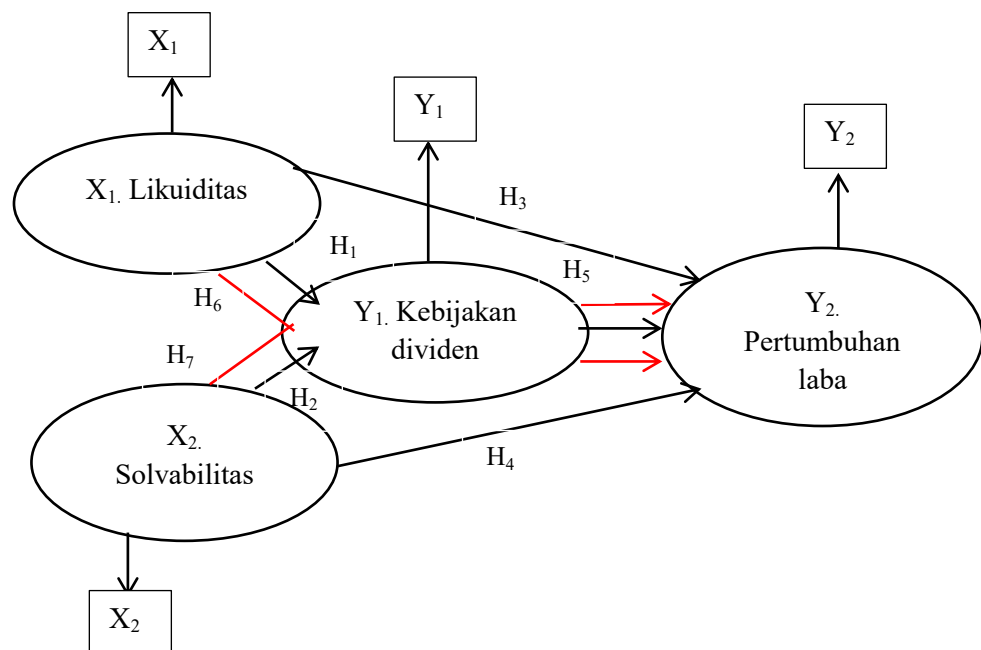 X₁
Y₁
Y₂
X₁. Likuiditas
H₃
H₁
H₅
H₆
Y₁. Kebijakan
dividen
Y₂.
Pertumbuhan
laba
H₇
H₂
X₂.
Solvabilitas
H₄
X₂